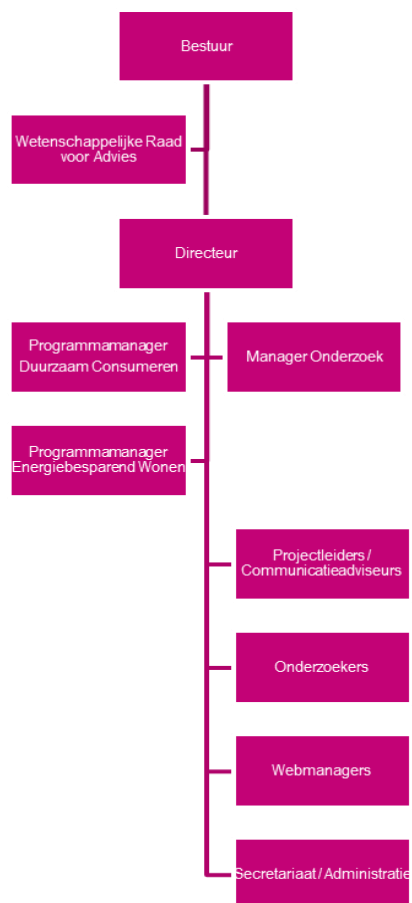 Bestuur
Wetenschappelijke Raad
voor Advies
Directeur
Programmamanager
Duurzaam Consumeren
Manager Onderzoek
Programmamanager
Energiebesparend Wonen
Projectleiders /
Communicatieadviseurs
Onderzoekers
Webmanagers
Secretariaat / Administratie